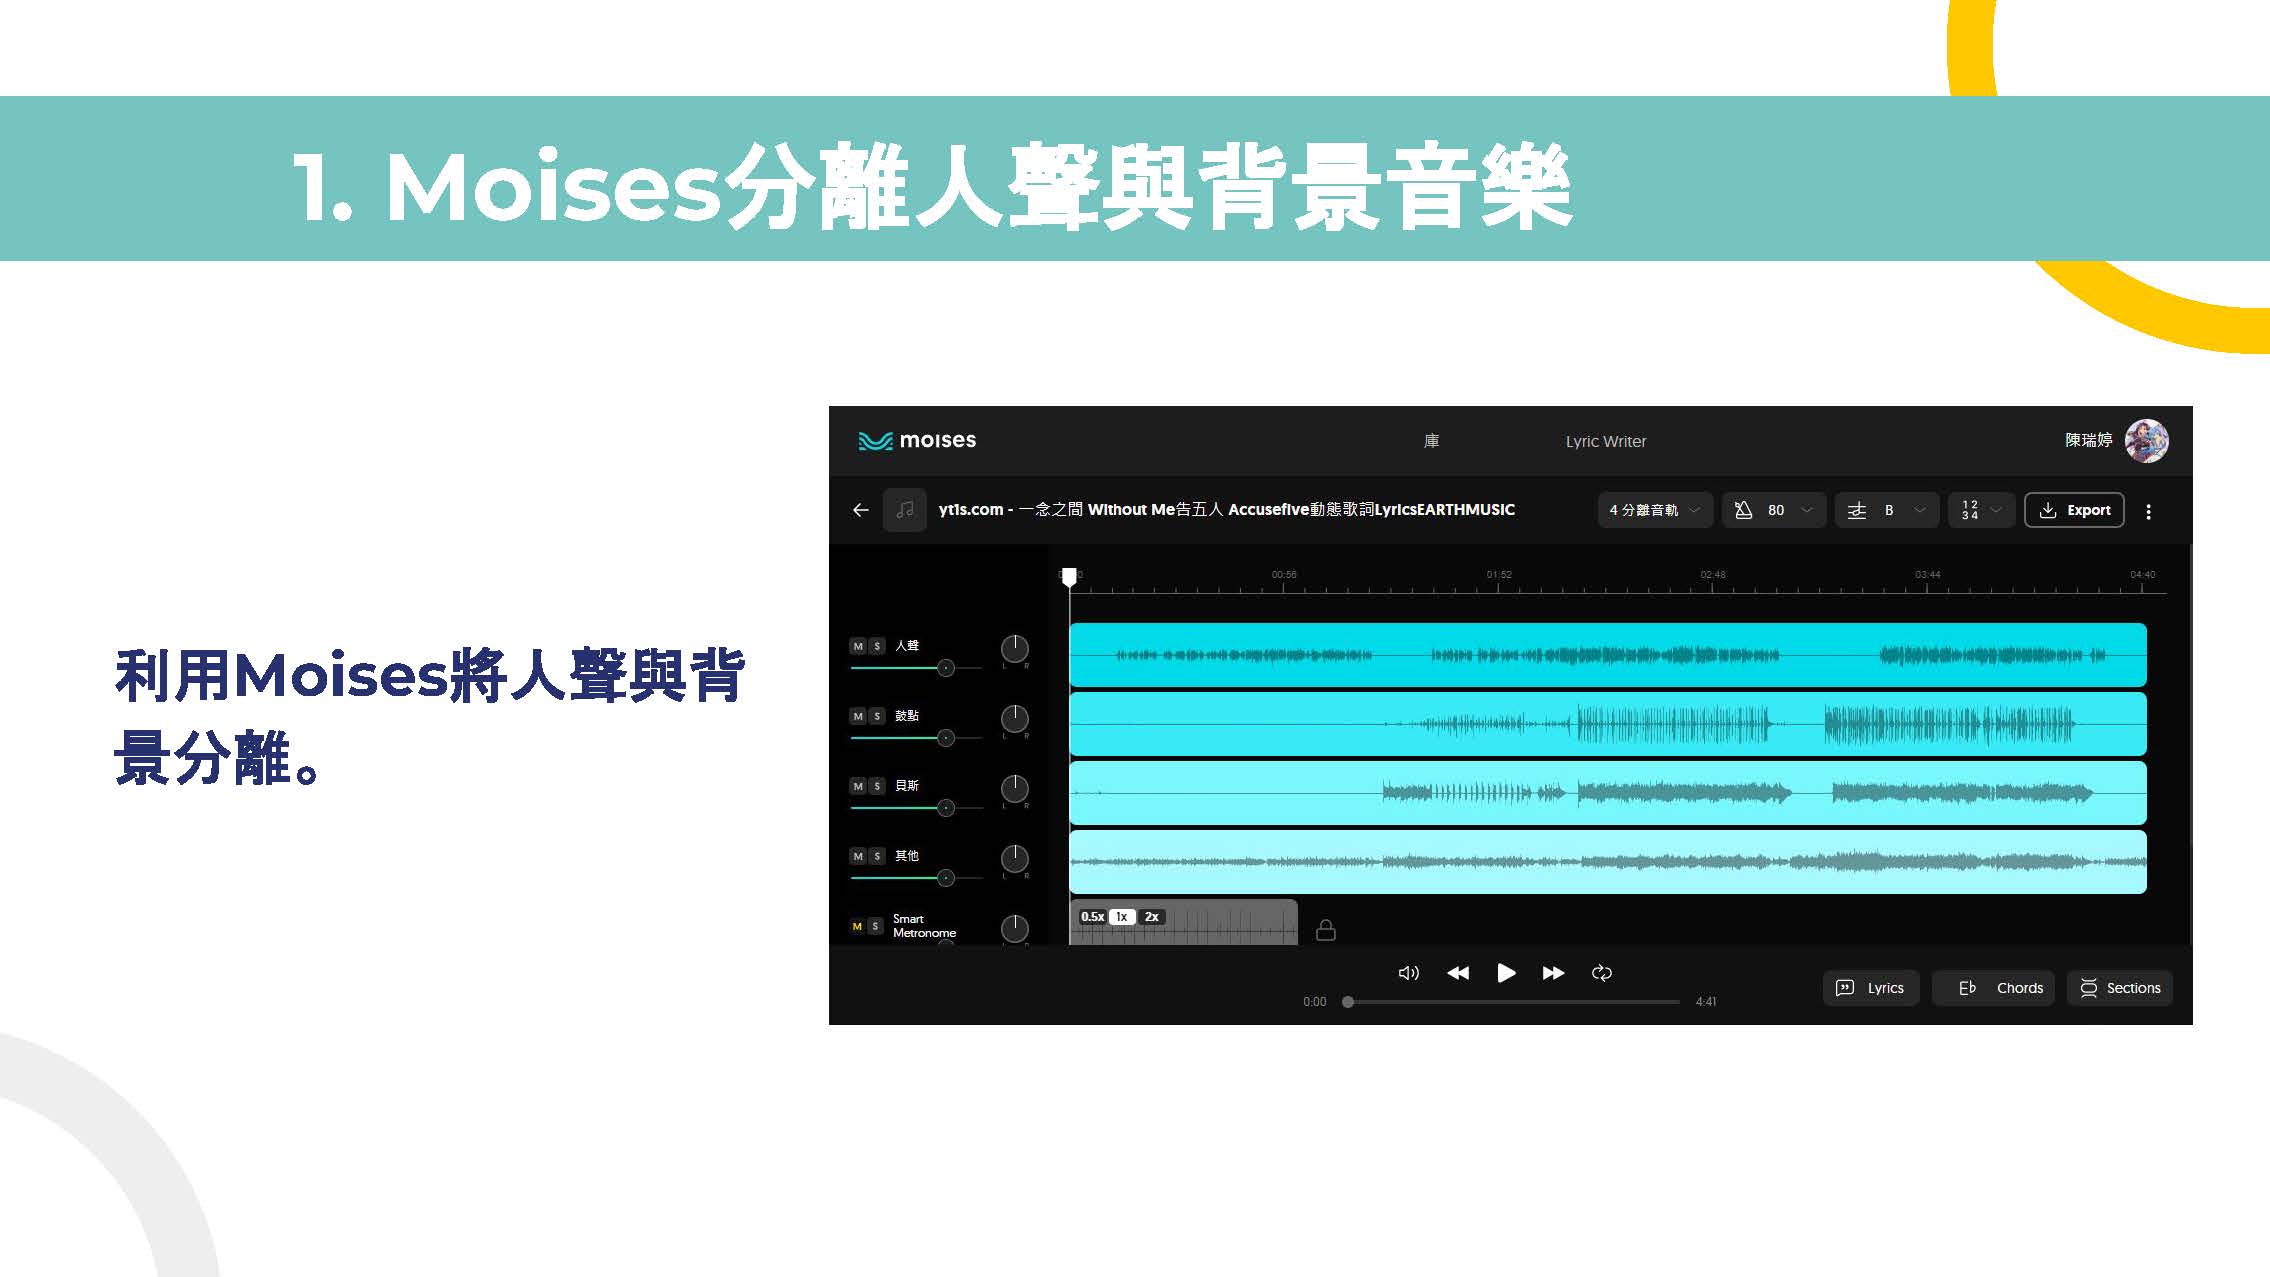 1. Moises分離人聲與背景音樂
利用Moises將人聲與背
景分離。
moises
庫
Lyric Writer
陳瑞婷
yt1s.com - 一念之間 Without Me告五人 Accusefive動態歌詞LyricsEARTHMUSIC
4 分離音軌
80
B
1 2
3 4
Export
00:56
01:52
02:48
03:44
04:40
M S 人聲
L R
M S 鼓點
L R
M S 貝斯
L R
M S 其他
L R
M S Smart
Metronome
0.5x 1x 2x
0:00
4:41
Lyrics
E♭ Chords
Sections